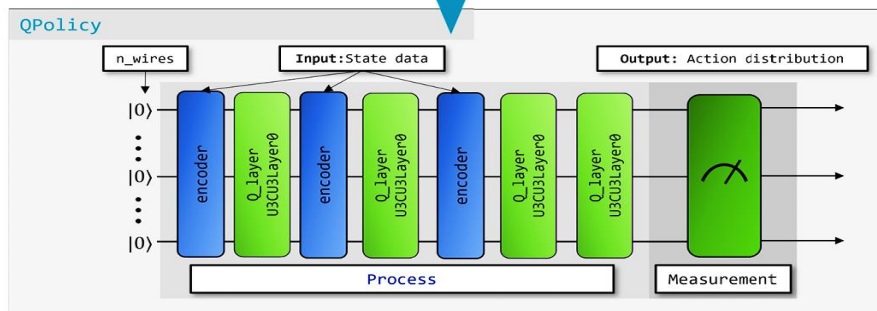 QPolicy
n_wires
Input:State data
Output: Action distribution
|0⟩
|0⟩
|0⟩
encoder
Q_layer
U3CU3Layer0
encoder
Q_layer
U3CU3Layer0
encoder
Q_layer
U3CU3Layer0
Q_layer
U3CU3Layer0
Process
Measurement